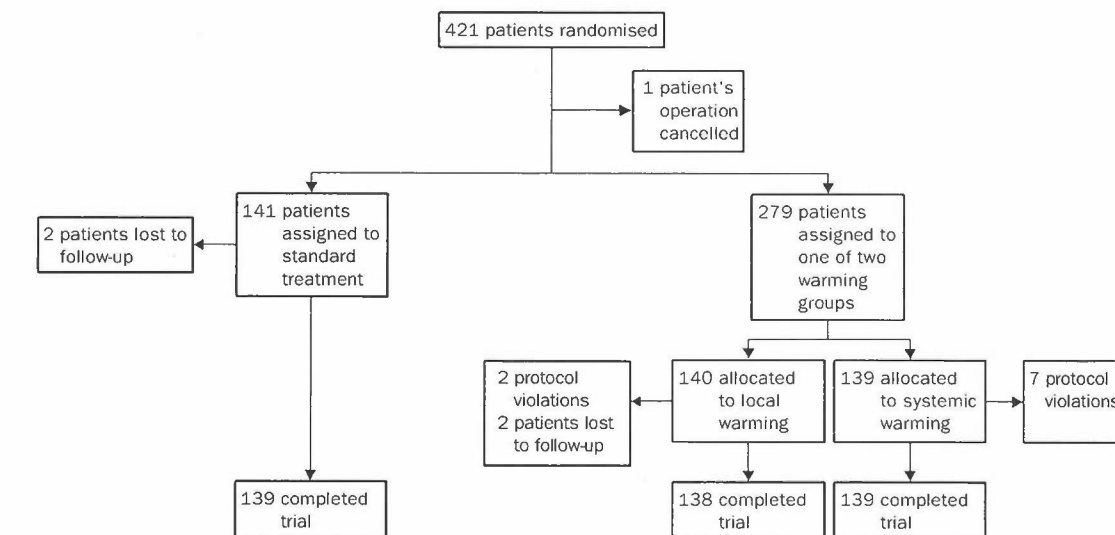 421 patients randomised
1 patient's
operation
cancelled
141 patients
assigned to
standard
treatment
2 patients lost to
follow-up
279 patients
assigned to
one of two
warming
groups
2 protocol
violations
2 patients lost
to follow-up
140 allocated
to local
warming
139 allocated
to systemic
warming
7 protocol
violations
139 completed
trial
138 completed
trial
139 completed
trial